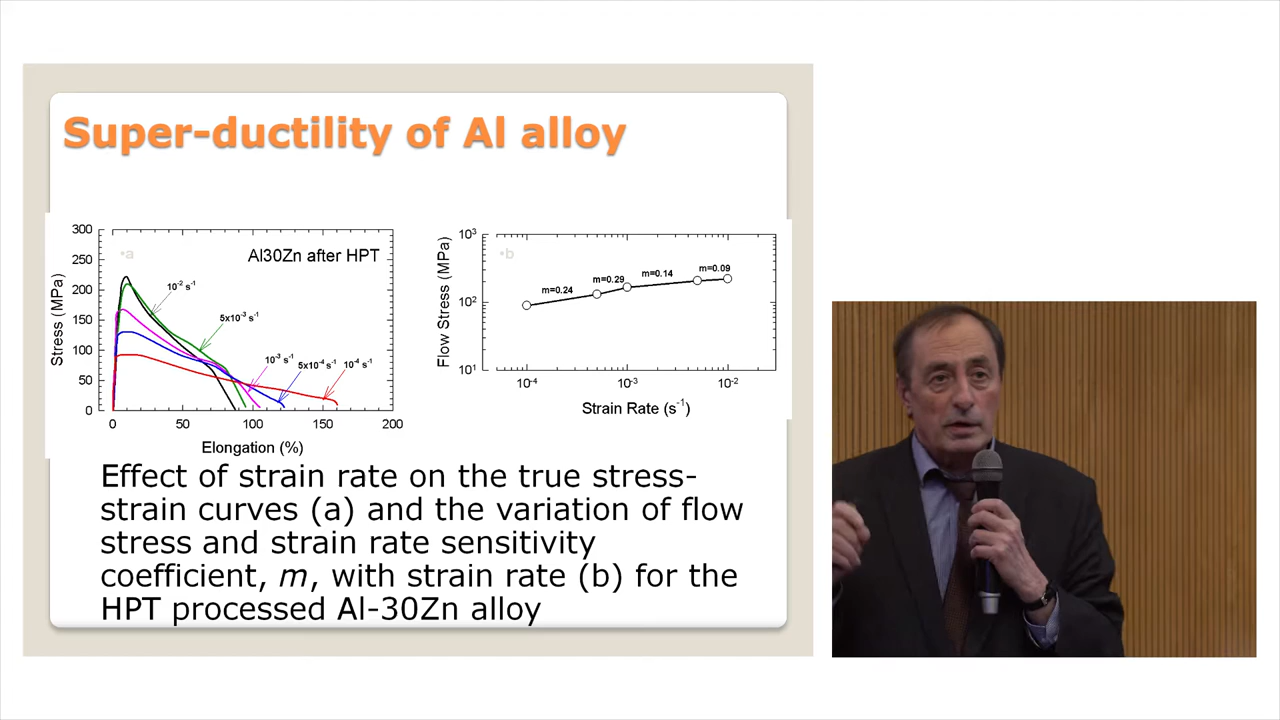 Super-ductility of Al alloy
300
250
200
150
100
50
0
0
50
100
150
200
Stress (MPa)
Elongation (%)
•a
Al30Zn after HPT
10⁻² s⁻¹
5x10⁻³ s⁻¹
10⁻³ s⁻¹
5x10⁻⁴ s⁻¹
10⁻⁴ s⁻¹
10³
10²
10¹
10⁻⁴
10⁻³
10⁻²
Flow Stress (MPa)
Strain Rate (s⁻¹)
•b
m=0.24
m=0.29
m=0.14
m=0.09
Effect of strain rate on the true stress-
strain curves (a) and the variation of flow
stress and strain rate sensitivity
coefficient, m, with strain rate (b) for the
HPT processed Al-30Zn alloy